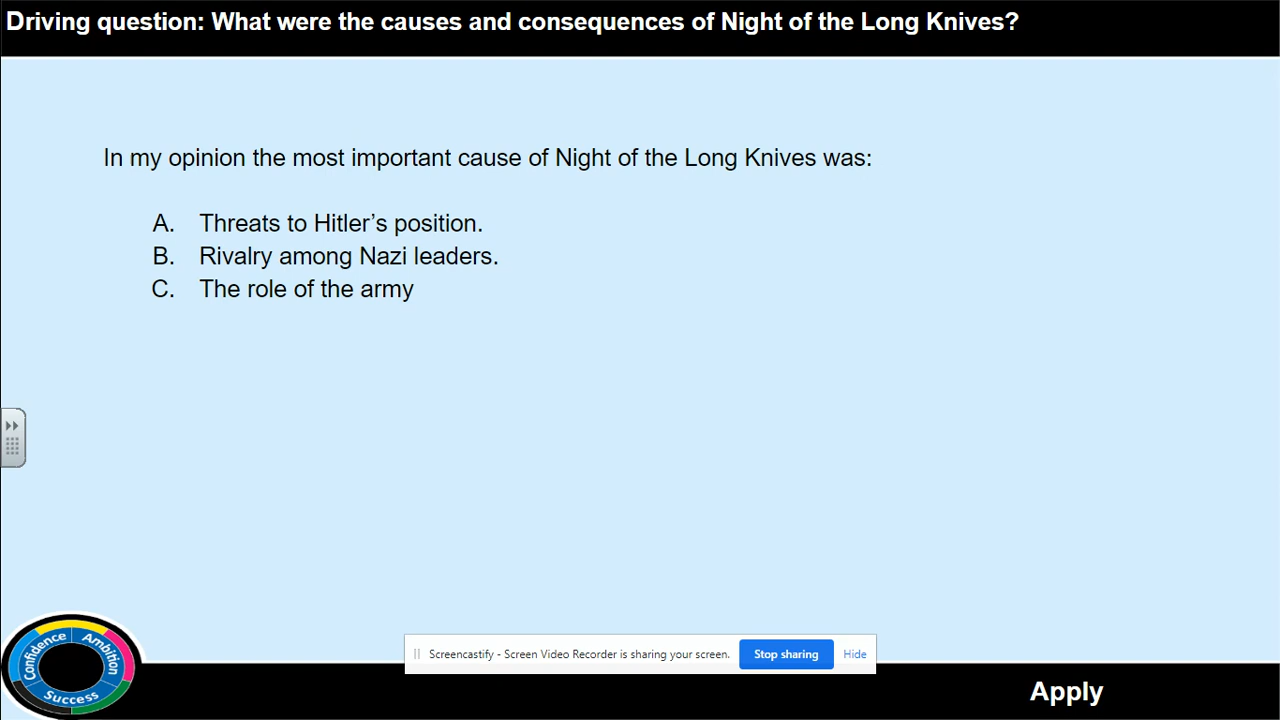 Driving question: What were the causes and consequences of Night of the Long Knives?
In my opinion the most important cause of Night of the Long Knives was:
A. Threats to Hitler’s position.
B. Rivalry among Nazi leaders.
C. The role of the army
Confidence
Ambition
Success
Screencastify - Screen Video Recorder is sharing your screen. Stop sharing Hide
Apply